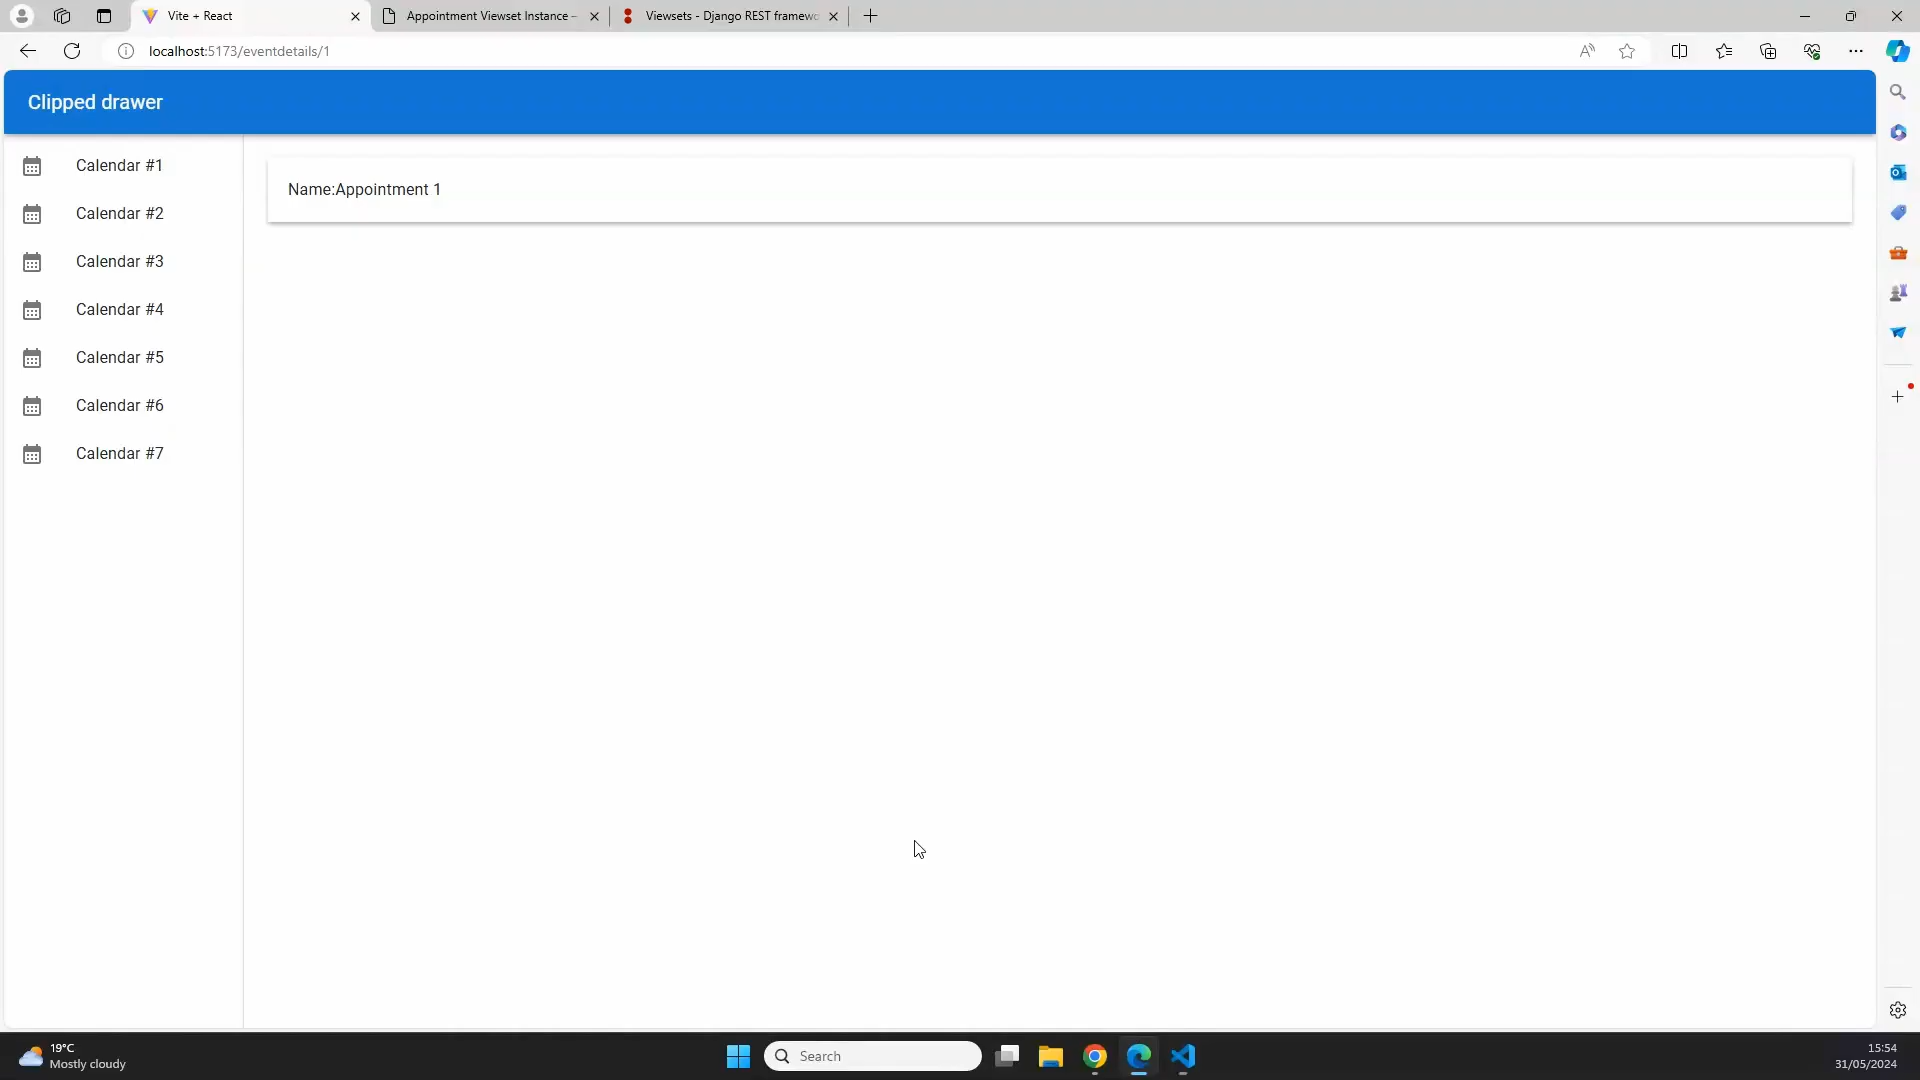 Vite + React
Appointment Viewset Instance –
Viewsets - Django REST framewo
localhost:5173/eventdetails/1
Clipped drawer
Calendar #1
Calendar #2
Calendar #3
Calendar #4
Calendar #5
Calendar #6
Calendar #7
Name:Appointment 1
19°C
Mostly cloudy
Search
15:54
31/05/2024